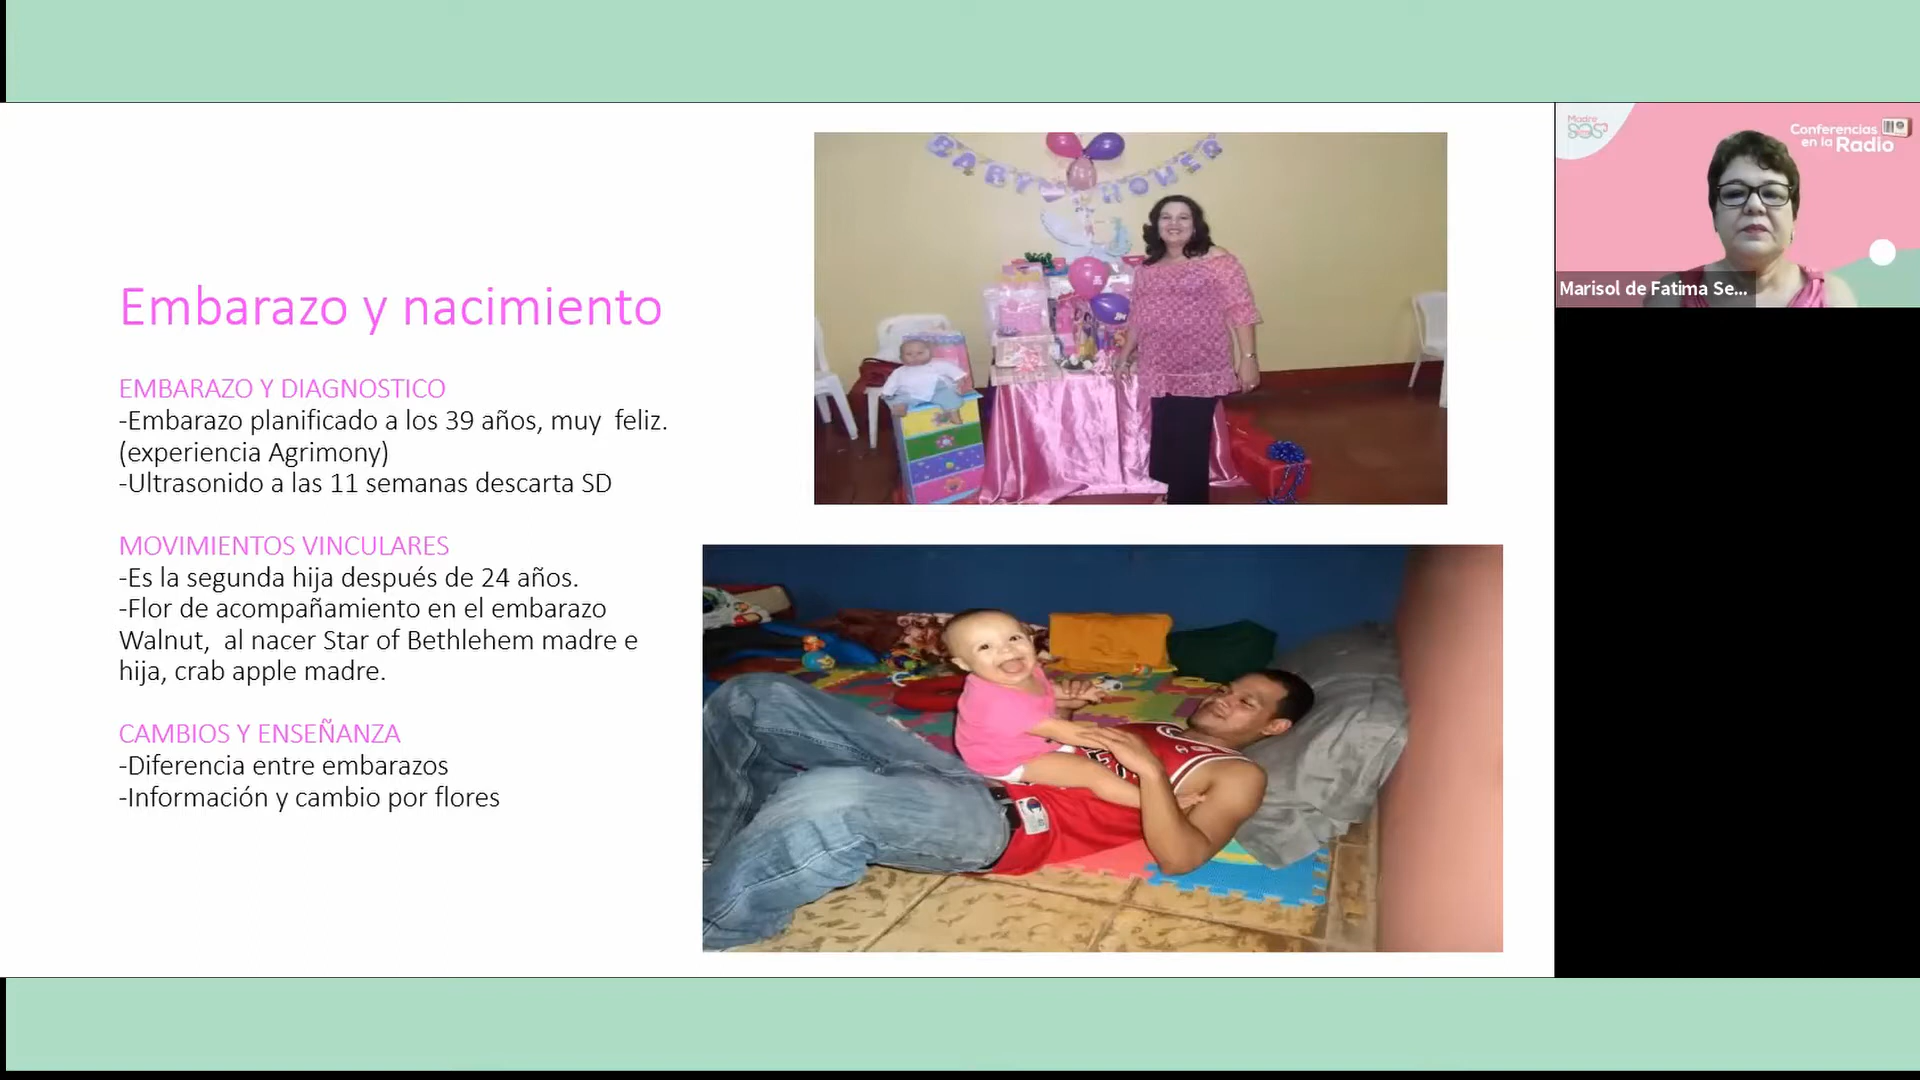 Embarazo y nacimiento
EMBARAZO Y DIAGNOSTICO
-Embarazo planificado a los 39 años, muy feliz.
(experiencia Agrimony)
-Ultrasonido a las 11 semanas descarta SD
MOVIMIENTOS VINCULARES
-Es la segunda hija después de 24 años.
-Flor de acompañamiento en el embarazo
Walnut, al nacer Star of Bethlehem madre e
hija, crab apple madre.
CAMBIOS Y ENSEÑANZA
-Diferencia entre embarazos
-Información y cambio por flores
Madre
SOS
Conferencias
en la Radio
Marisol de Fatima Se...